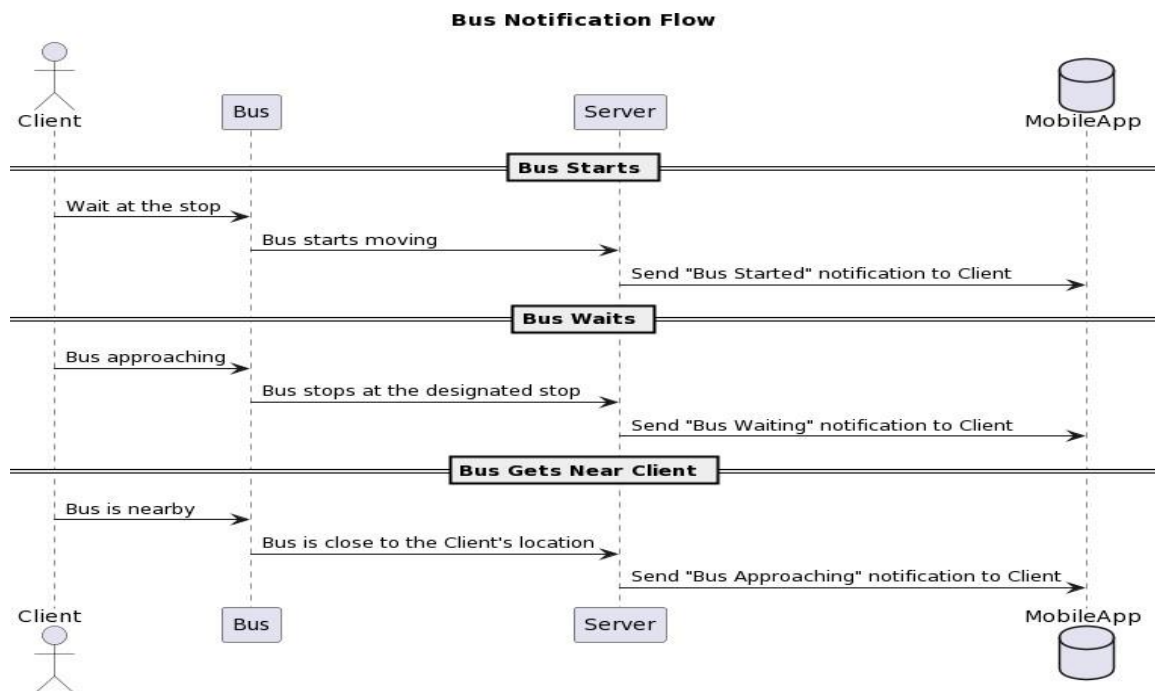 Bus Notification Flow
Client
Bus
Server
MobileApp
Bus Starts
Wait at the stop
Bus starts moving
Send "Bus Started" notification to Client
Bus Waits
Bus approaching
Bus stops at the designated stop
Send "Bus Waiting" notification to Client
Bus Gets Near Client
Bus is nearby
Bus is close to the Client's location
Send "Bus Approaching" notification to Client
Client
Bus
Server
MobileApp